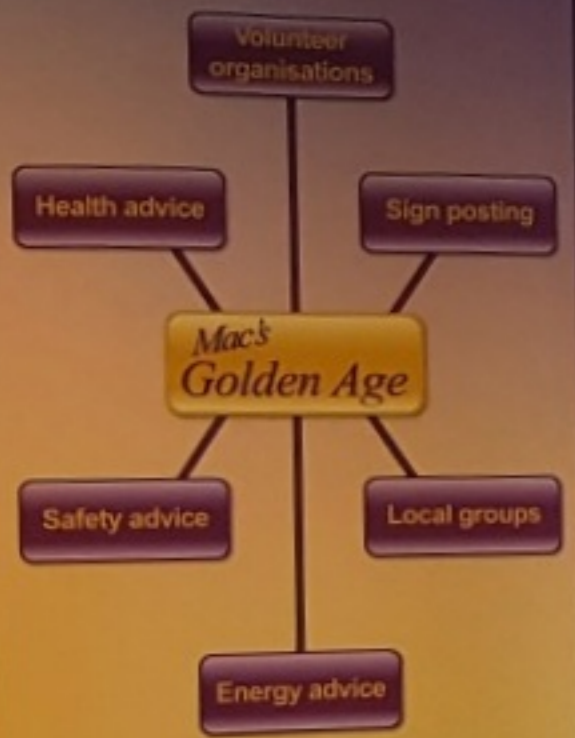 Volunteer
organisations
Health advice
Sign posting
Mac's
Golden Age
Safety advice
Local groups
Energy advice